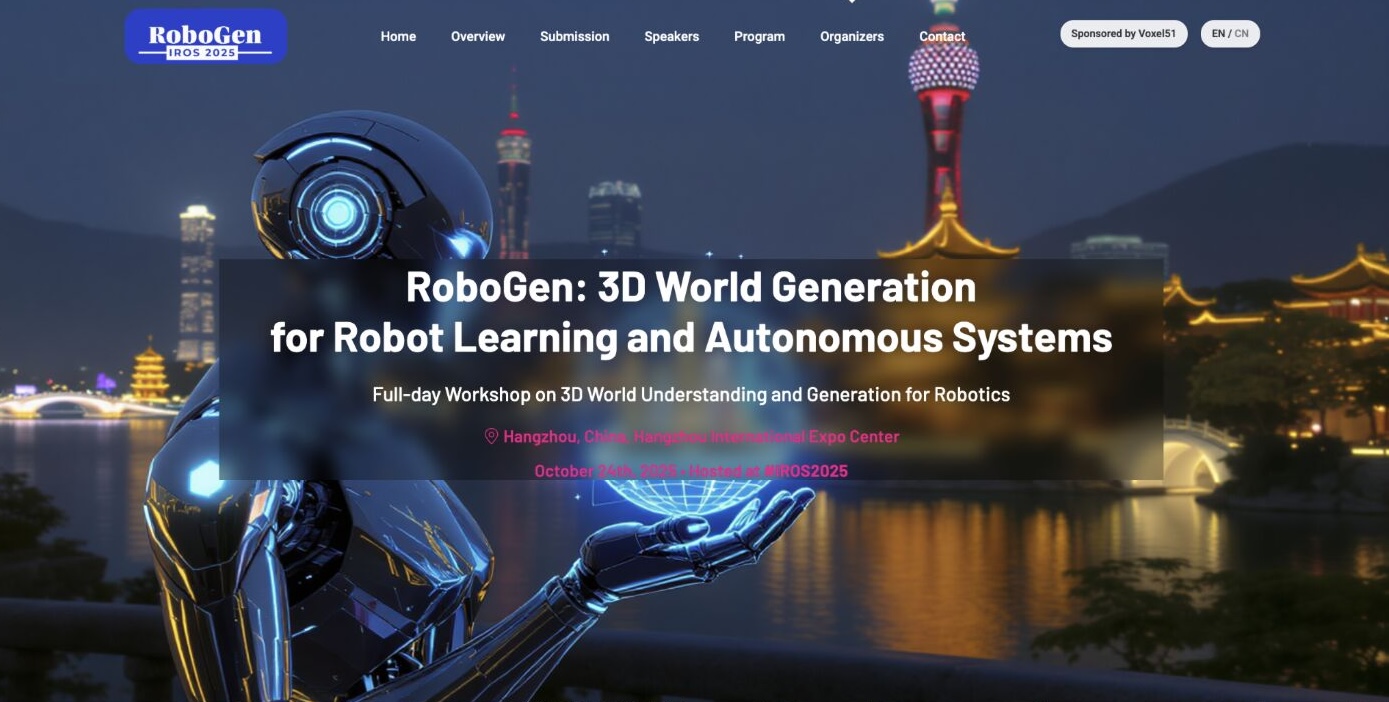 RoboGen
IROS 2025
Home Overview Submission Speakers Program Organizers Contact
Sponsored by Voxel51
EN / CN
RoboGen: 3D World Generation
for Robot Learning and Autonomous Systems
Full-day Workshop on 3D World Understanding and Generation for Robotics
Hangzhou, China, Hangzhou International Expo Center
October 24th, 2025 · Hosted at #IROS2025